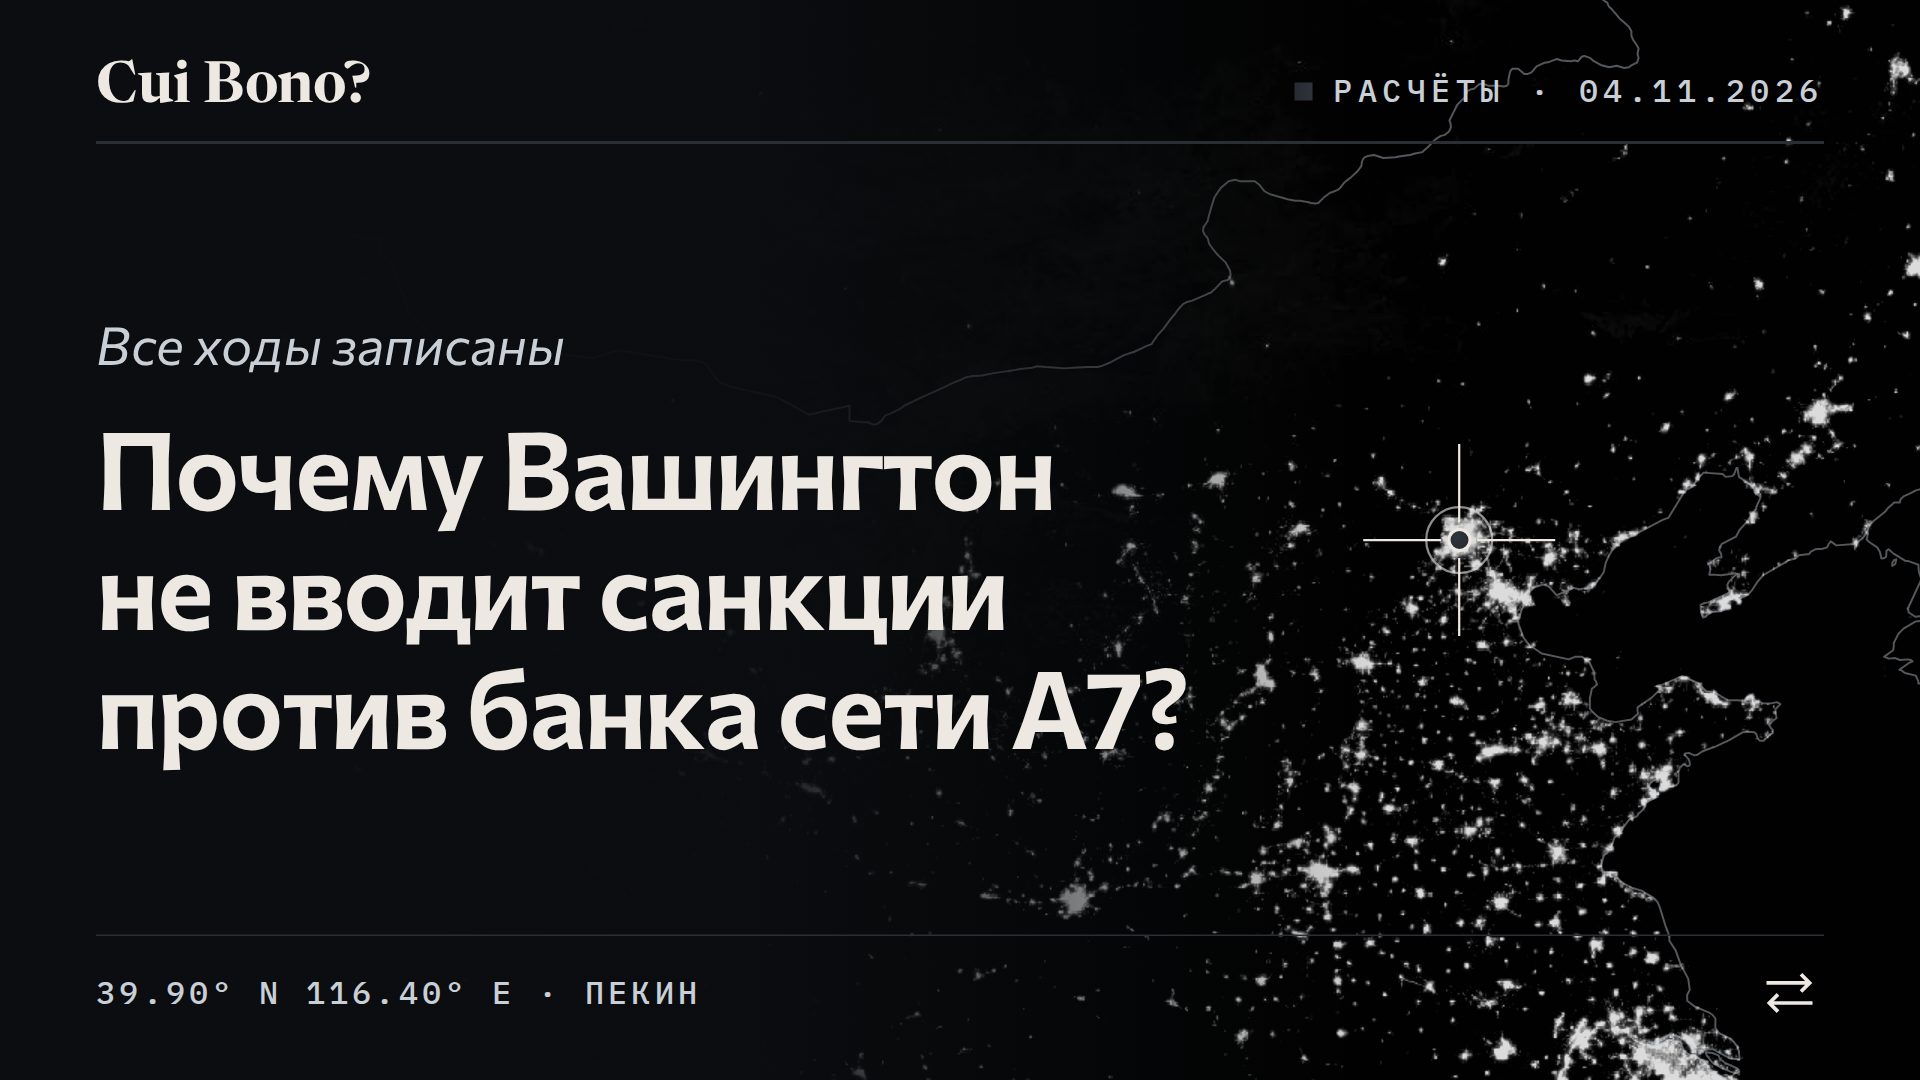 Cui Bono?
РАСЧЁТЫ · 04.11.2026
Все ходы записаны
Почему Вашингтон
не вводит санкции
против банка сети А7?
39.90° N 116.40° E · ПЕКИН